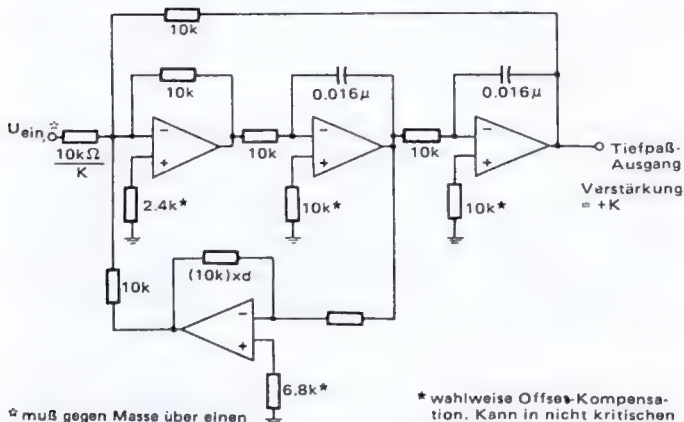 10k
10k
0.016µ
0.016µ
Uein,☆
10kΩ
K
10k
10k
Tiefpaß-
Ausgang
Verstärkung
= +K
2.4k*
10k*
10k*
−
+
−
+
−
+
10k
(10k)xd
−
+
6.8k*
☆ muß gegen Masse über einen
* wahlweise Offset-Kompensa-
tion. Kann in nicht kritischen